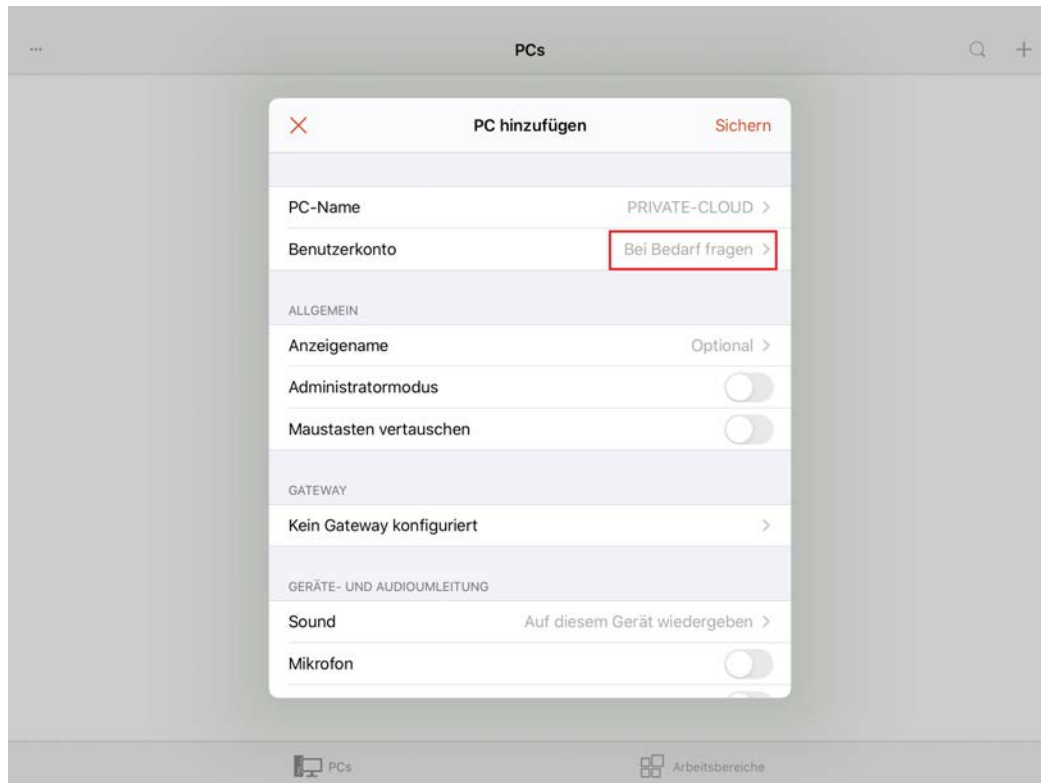 PCs
PC hinzufügen Sichern
PC-Name PRIVATE-CLOUD
Benutzerkonto Bei Bedarf fragen
ALLGEMEIN
Anzeigename Optional
Administratormodus
Maustasten vertauschen
GATEWAY
Kein Gateway konfiguriert
GERÄTE- UND AUDIOUMLEITUNG
Sound Auf diesem Gerät wiedergeben
Mikrofon
PCs Arbeitsbereiche